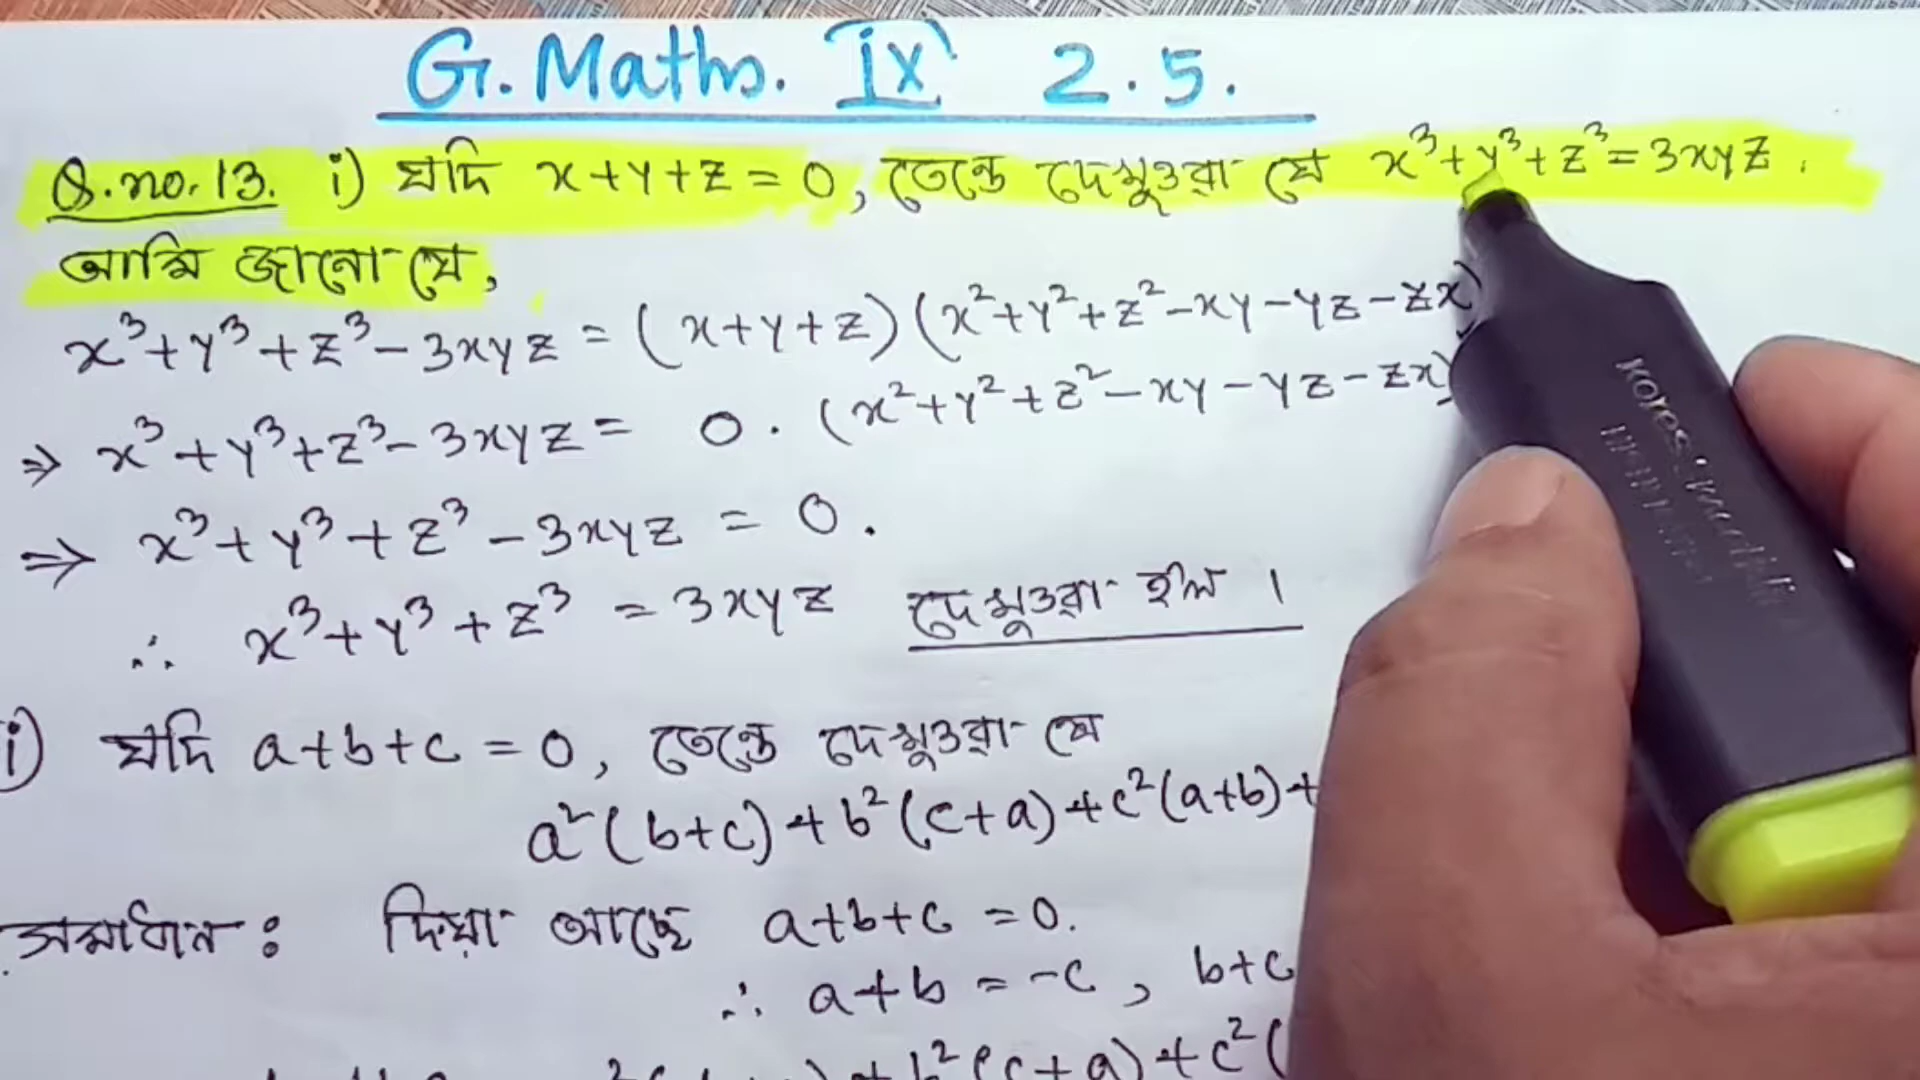 G. Maths. IX 2.5.
Q. no. 13. i) যদি x+y+z = 0, তেন্তে দেখুওৱা যে x³+y³+z³=3xyz.
আমি জানো যে,
x³+y³+z³-3xyz = (x+y+z)(x²+y²+z²-xy-yz-zx)
⇒ x³+y³+z³-3xyz = 0. (x²+y²+z²-xy-yz-zx)
⇒ x³+y³+z³-3xyz = 0.
∴ x³+y³+z³ = 3xyz দেখুওৱা হ'ল।
i) যদি a+b+c = 0, তেন্তে দেখুওৱা যে
a²(b+c)+b²(c+a)+c²(a+b)+
সমাধান: দিয়া আছে a+b+c = 0.
∴ a+b = -c, b+c
b²(c+a)+c²(